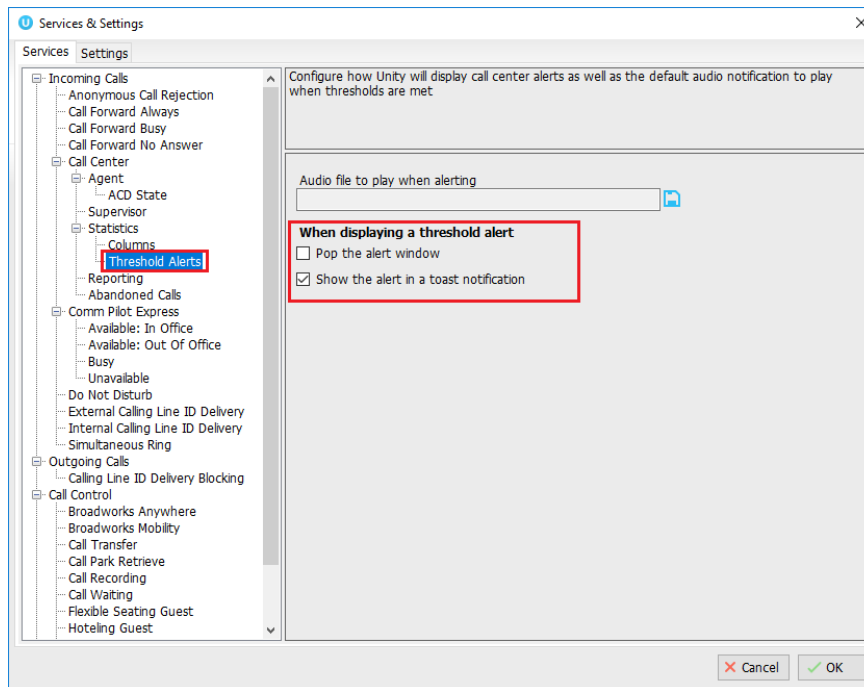 U Services & Settings
Services Settings
Incoming Calls
Anonymous Call Rejection
Call Forward Always
Call Forward Busy
Call Forward No Answer
Call Center
Agent
ACD State
Supervisor
Statistics
Columns
Threshold Alerts
Reporting
Abandoned Calls
Comm Pilot Express
Available: In Office
Available: Out Of Office
Busy
Unavailable
Do Not Disturb
External Calling Line ID Delivery
Internal Calling Line ID Delivery
Simultaneous Ring
Outgoing Calls
Calling Line ID Delivery Blocking
Call Control
Broadworks Anywhere
Broadworks Mobility
Call Transfer
Call Park Retrieve
Call Recording
Call Waiting
Flexible Seating Guest
Hoteling Guest
Configure how Unity will display call center alerts as well as the default audio notification to play
when thresholds are met
Audio file to play when alerting
When displaying a threshold alert
Pop the alert window
Show the alert in a toast notification
Cancel OK